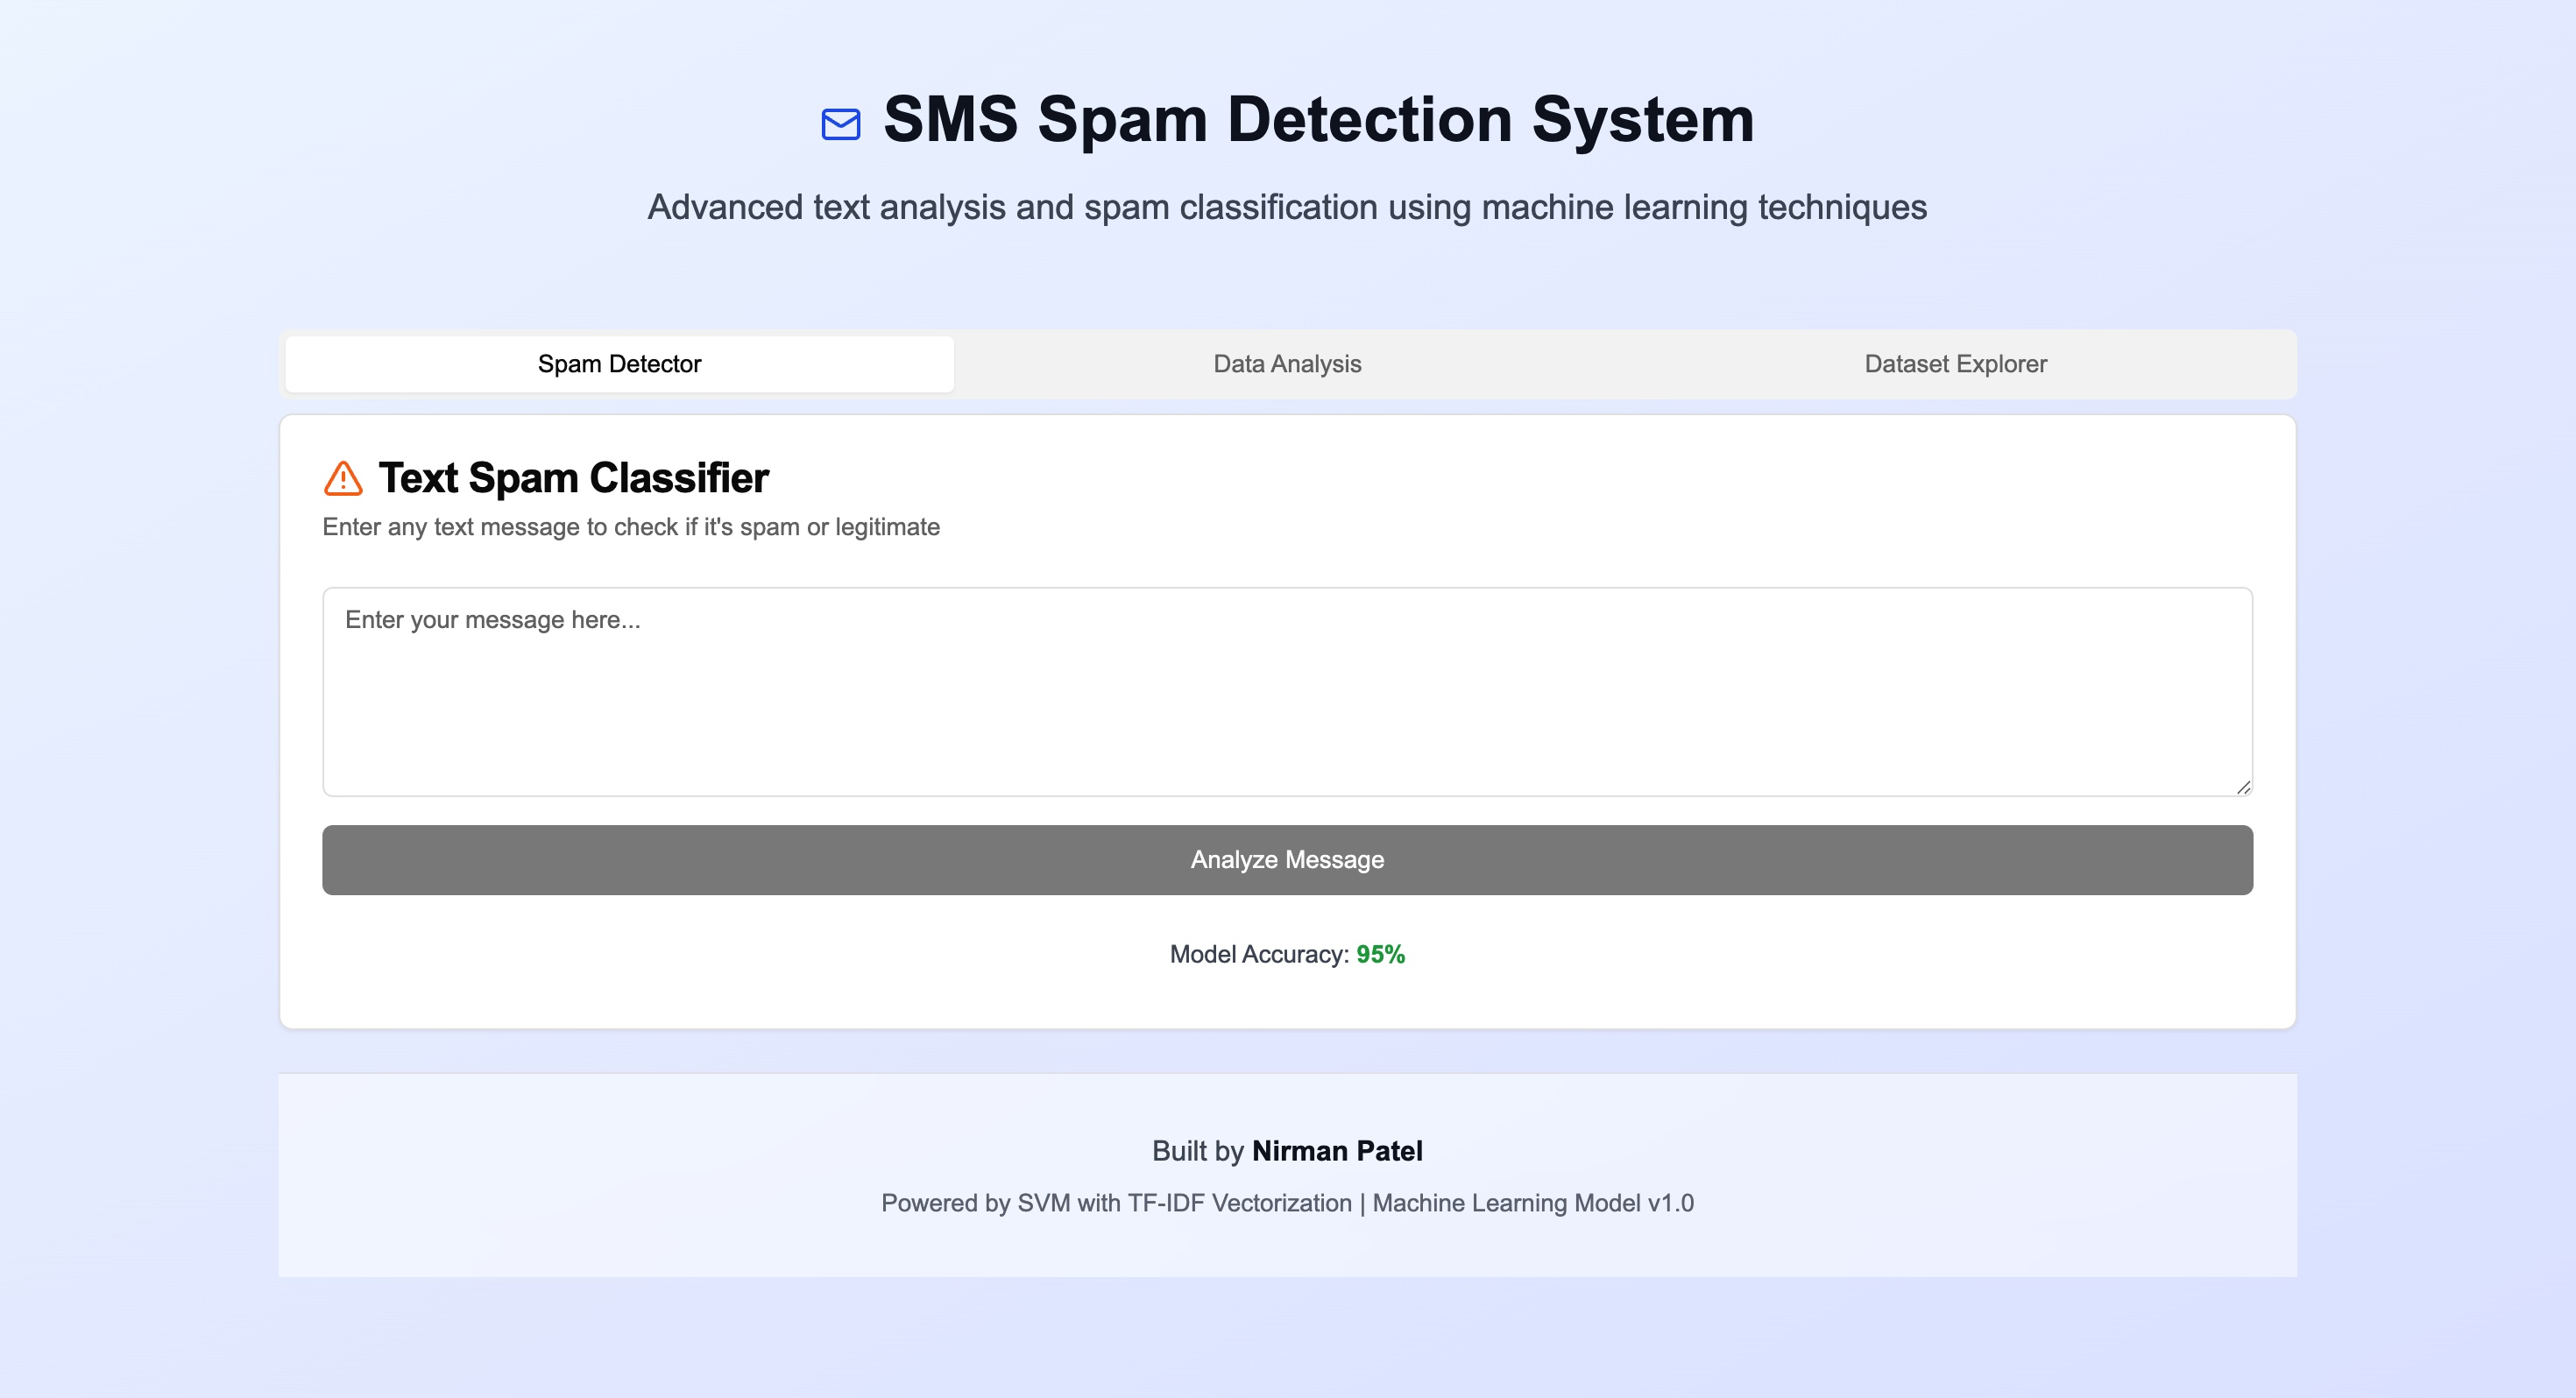 SMS Spam Detection System
Advanced text analysis and spam classification using machine learning techniques
Spam Detector
Data Analysis
Dataset Explorer
Text Spam Classifier
Enter any text message to check if it's spam or legitimate
Enter your message here...
Analyze Message
Model Accuracy: 95%
Built by Nirman Patel
Powered by SVM with TF-IDF Vectorization | Machine Learning Model v1.0